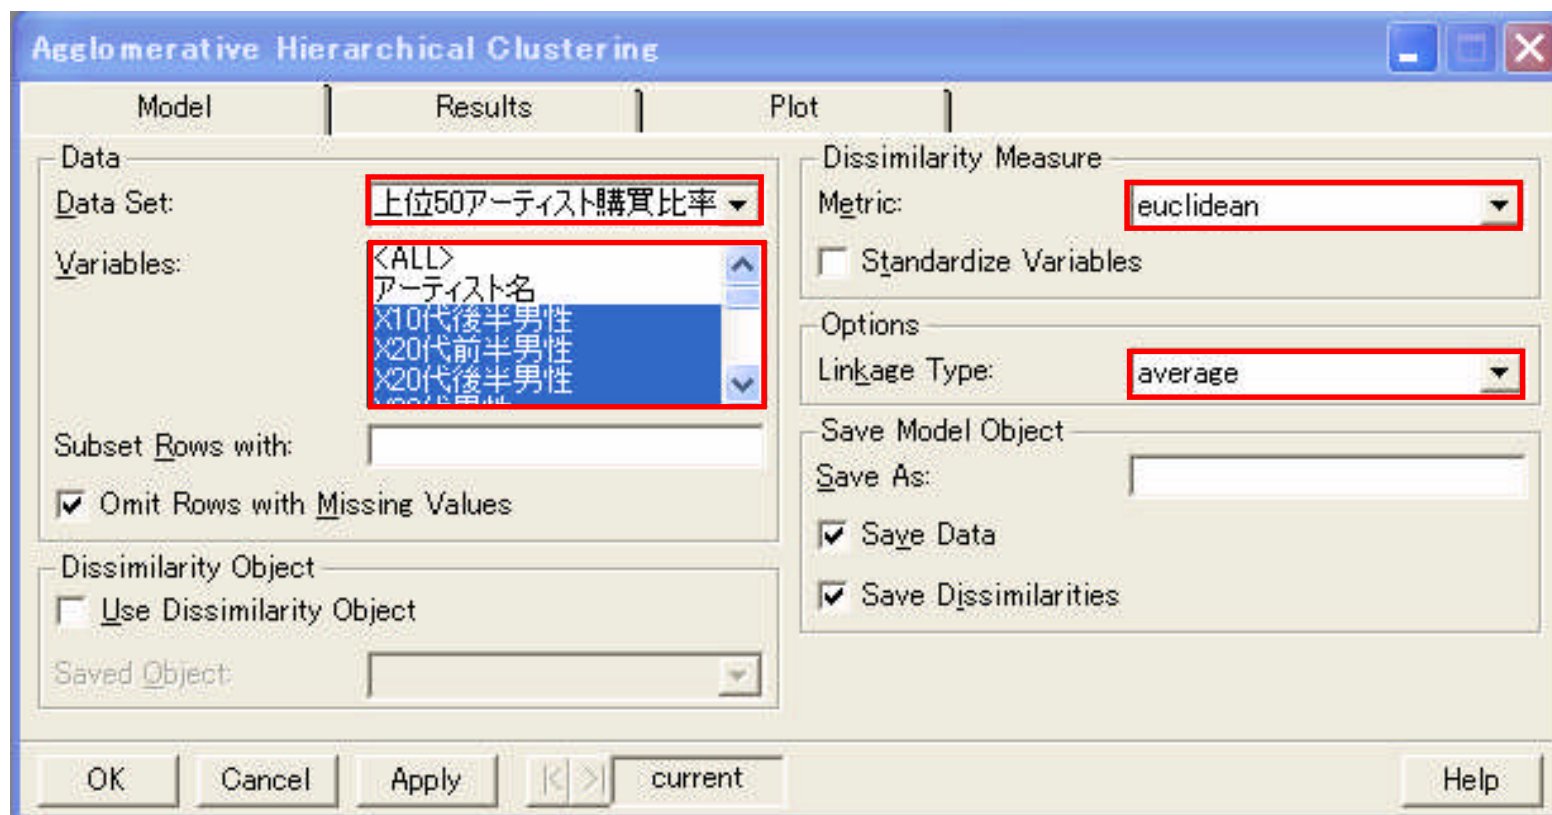 Agglomerative Hierarchical Clustering
Model
Results
Plot
Data
Data Set:
上位50アーティスト購買比率
Variables:
<ALL>
アーティスト名
X10代後半男性
X20代前半男性
X20代後半男性
Subset Rows with:
Omit Rows with Missing Values
Dissimilarity Object
Use Dissimilarity Object
Saved Object:
Dissimilarity Measure
Metric:
euclidean
Standardize Variables
Options
Linkage Type:
average
Save Model Object
Save As:
Save Data
Save Dissimilarities
OK
Cancel
Apply
current
Help